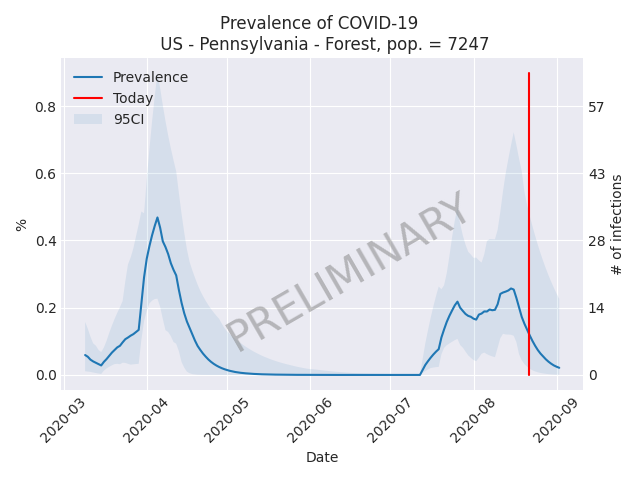 Prevalence of COVID-19
US - Pennsylvania - Forest, pop. = 7247
Prevalence
Today
95CI
PRELIMINARY
%
0.8
0.6
0.4
0.2
0.0
57
43
28
14
0
# of infections
2020-03
2020-04
2020-05
2020-06
2020-07
2020-08
2020-09
Date